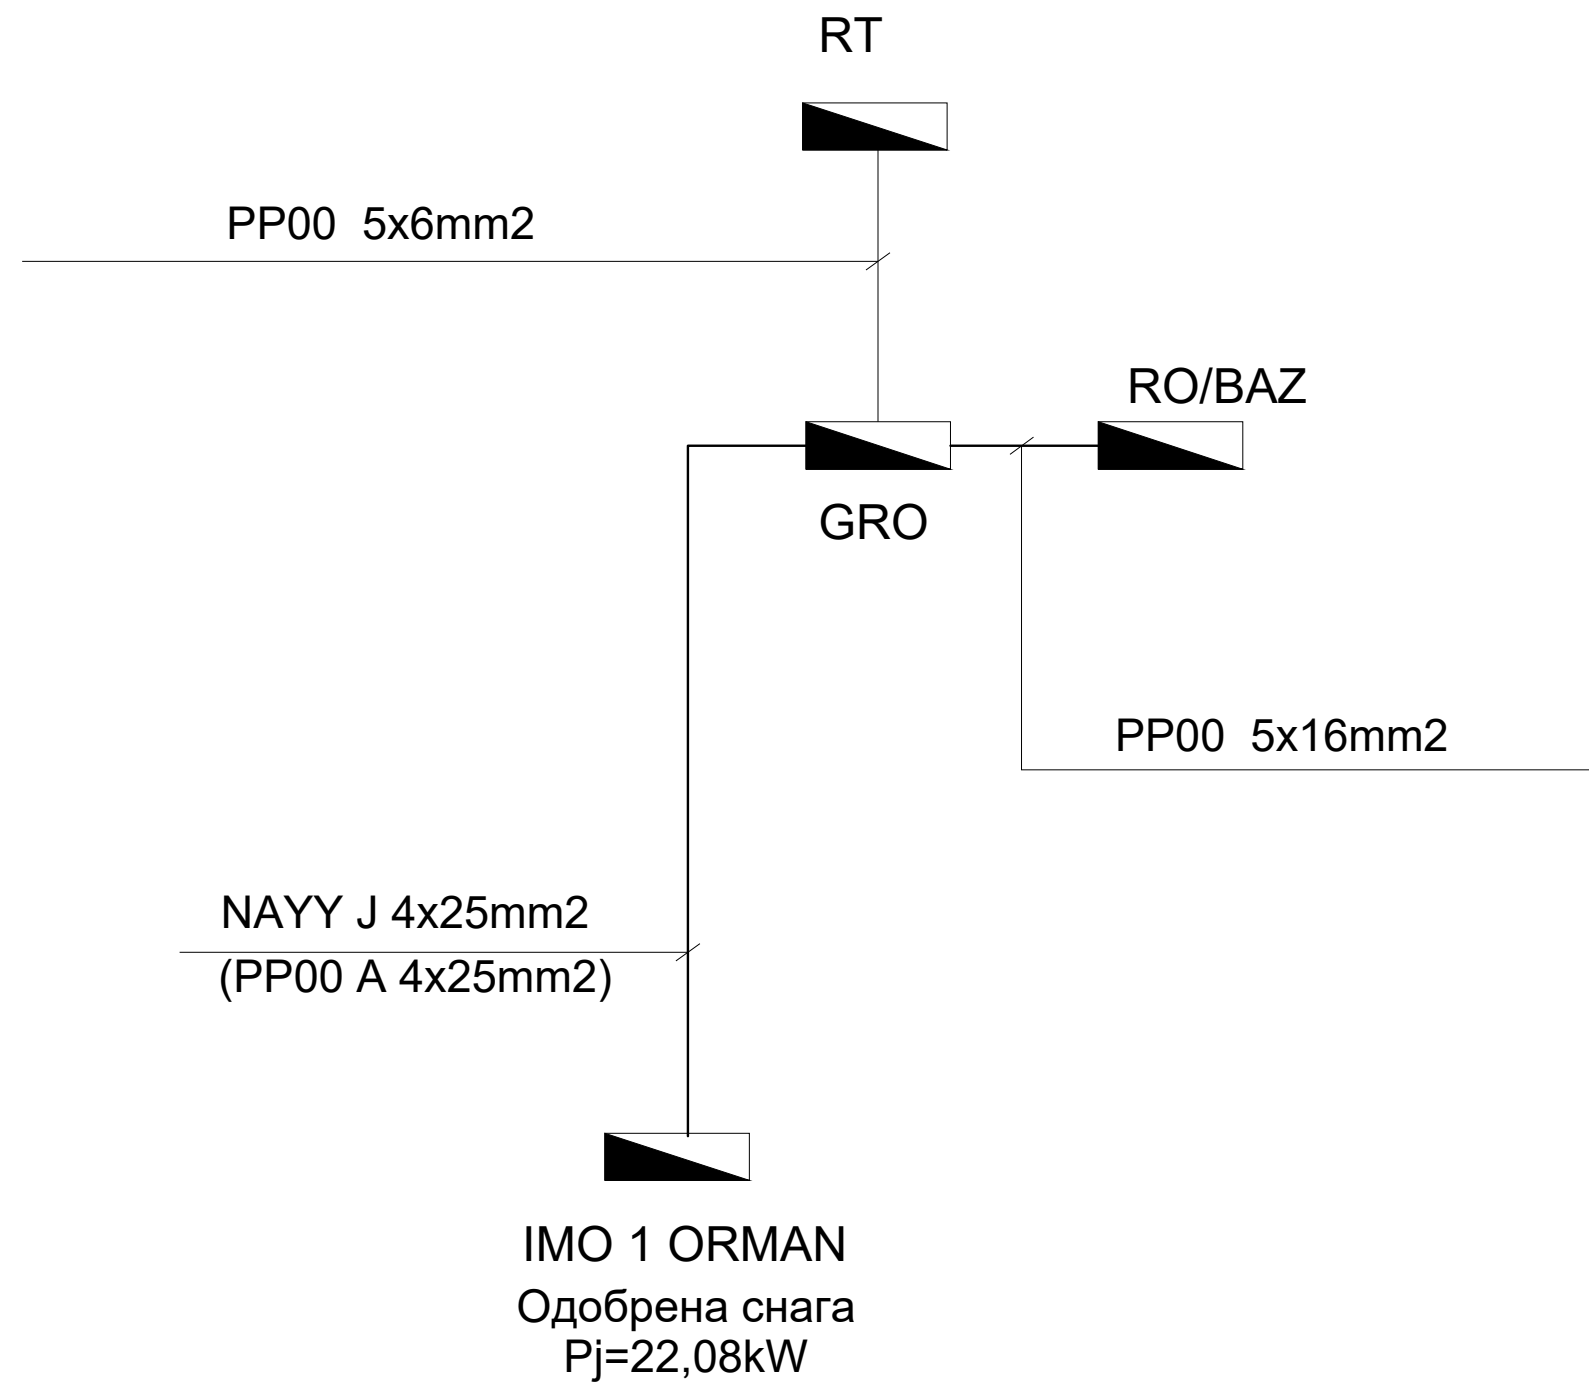 RT
PP00 5x6mm2
RO/BAZ
GRO
PP00 5x16mm2
NAYY J 4x25mm2
(PP00 A 4x25mm2)
IMO 1 ORMAN
Одобрена снага
Pj=22,08kW